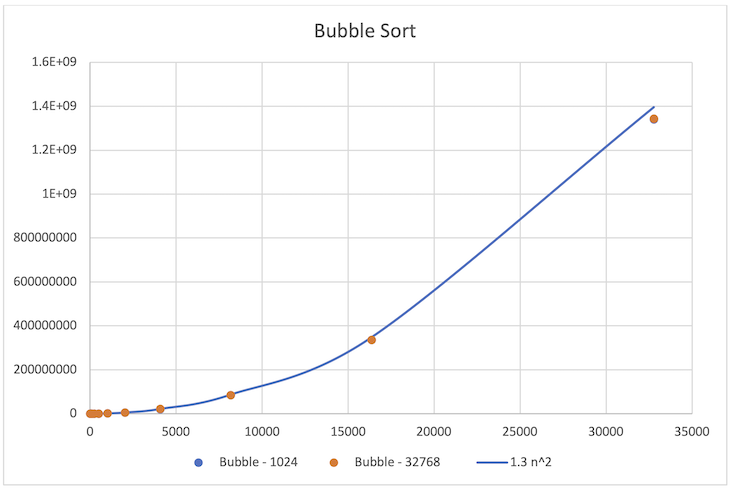 Bubble Sort
1.6E+09
1.4E+09
1.2E+09
1E+09
800000000
600000000
400000000
200000000
0
0 5000 10000 15000 20000 25000 30000 35000
Bubble - 1024 Bubble - 32768 1.3 n^2